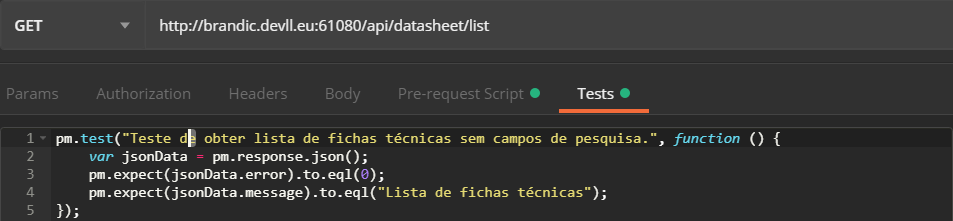 GET http://brandic.devll.eu:61080/api/datasheet/list
Params Authorization Headers Body Pre-request Script Tests
1 pm.test("Teste de obter lista de fichas técnicas sem campos de pesquisa.", function () {
2 var jsonData = pm.response.json();
3 pm.expect(jsonData.error).to.eql(0);
4 pm.expect(jsonData.message).to.eql("Lista de fichas técnicas");
5 });